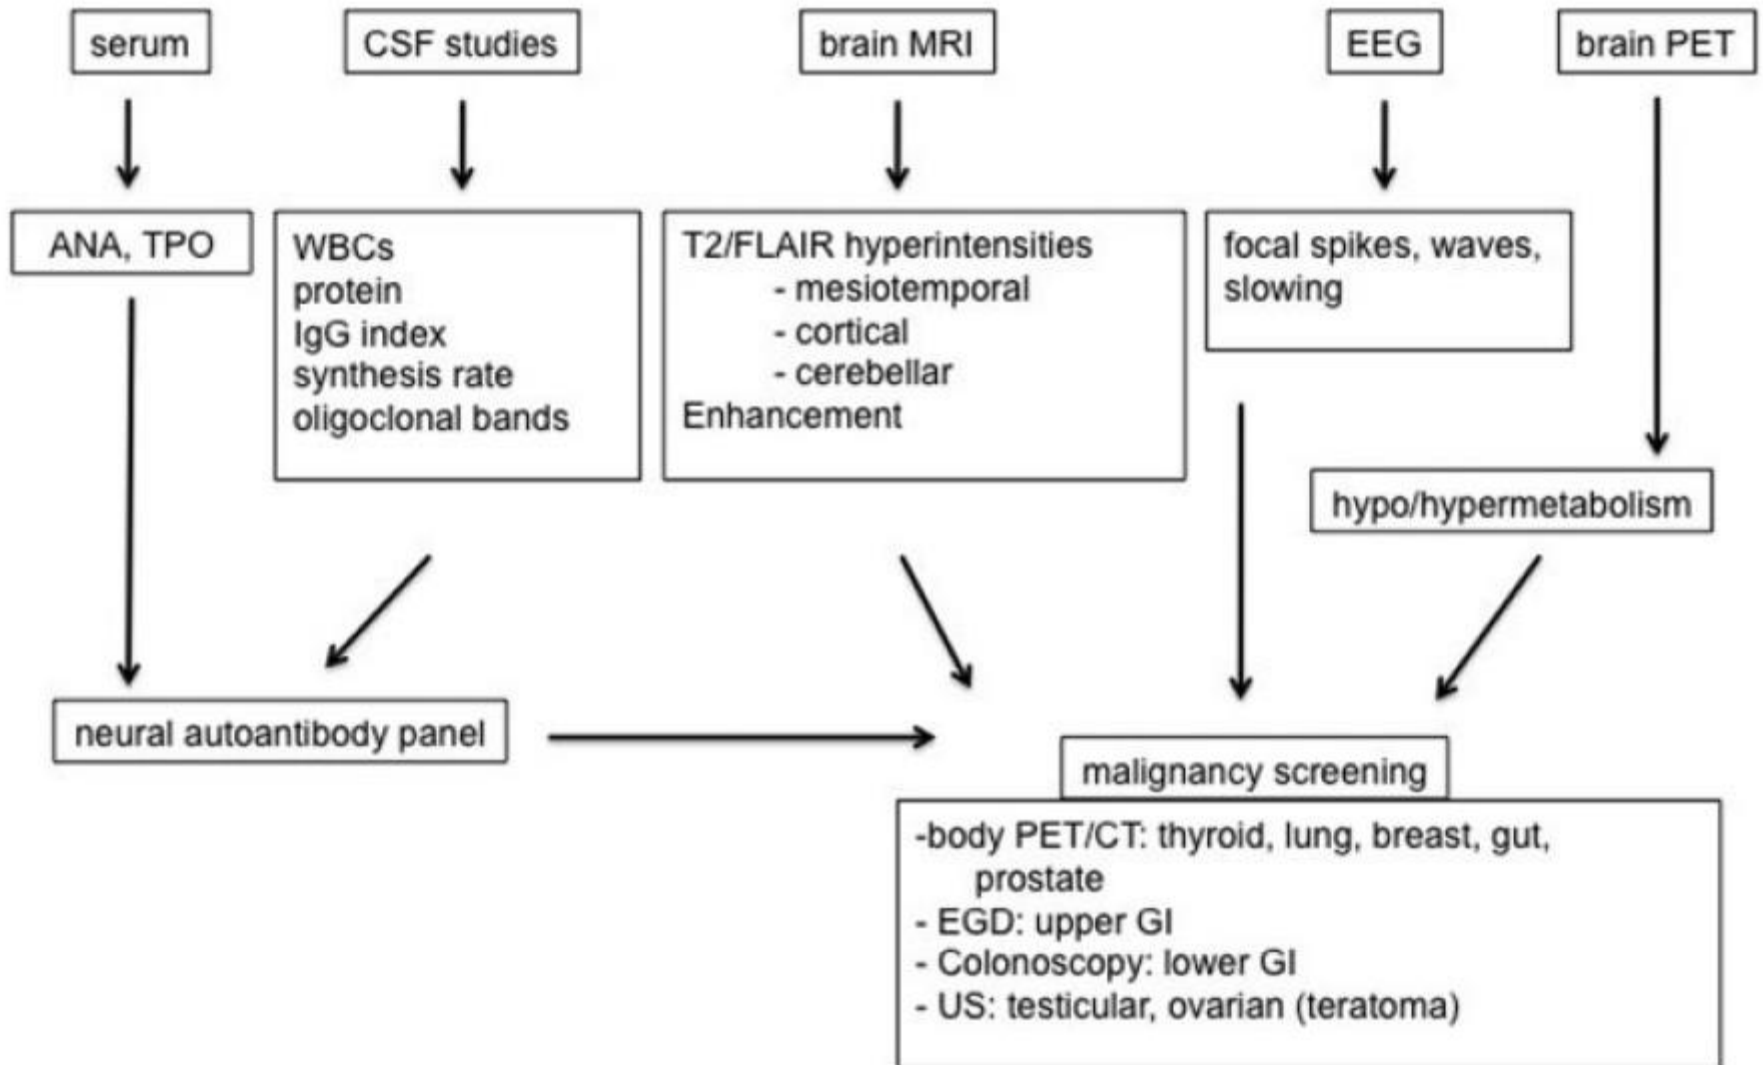 serum
CSF studies
brain MRI
EEG
brain PET
ANA, TPO
WBCs
protein
IgG index
synthesis rate
oligoclonal bands
T2/FLAIR hyperintensities
- mesiotemporal
- cortical
- cerebellar
Enhancement
focal spikes, waves,
slowing
hypo/hypermetabolism
neural autoantibody panel
malignancy screening
-body PET/CT: thyroid, lung, breast, gut,
prostate
- EGD: upper GI
- Colonoscopy: lower GI
- US: testicular, ovarian (teratoma)